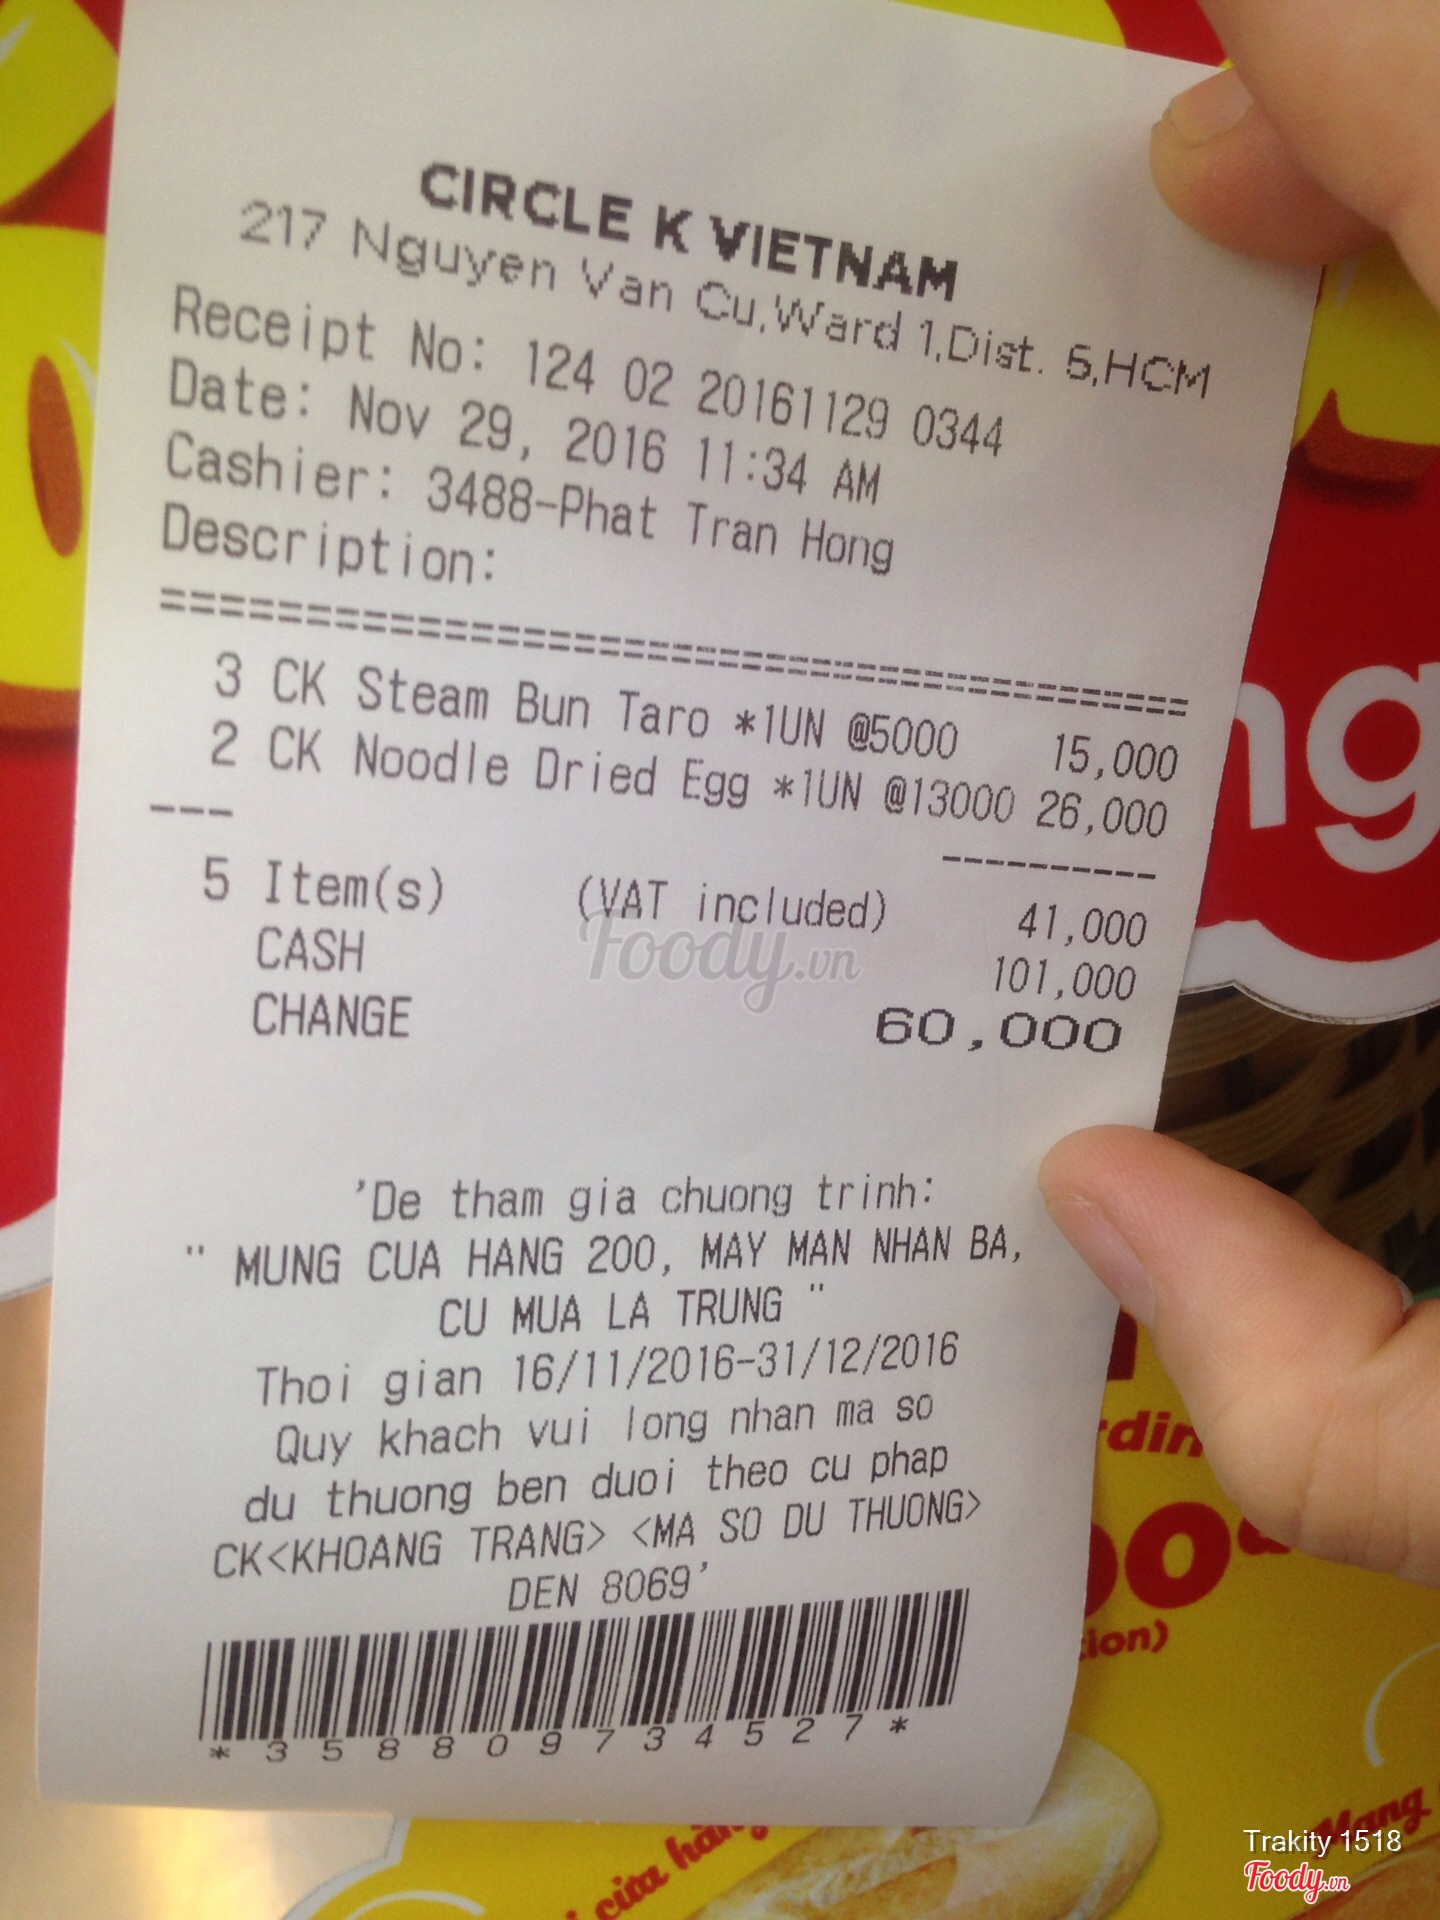 CIRCLE K VIETNAM
217 Nguyen Van Cu,Ward 1,Dist. 5,HCM
Receipt No: 124 02 20161129 0344
Date: Nov 29, 2016 11:34 AM
Cashier: 3488-Phat Tran Hong
Description:
3 CK Steam Bun Taro *1UN @5000 15,000
2 CK Noodle Dried Egg *1UN @13000 26,000
5 Item(s) (VAT included) 41,000
CASH 101,000
CHANGE 60,000
Foody.vn
'De tham gia chuong trinh:
" MUNG CUA HANG 200, MAY MAN NHAN BA,
CU MUA LA TRUNG "
Thoi gian 16/11/2016-31/12/2016
Quy khach vui long nhan ma so
du thuong ben duoi theo cu phap
CK<KHOANG TRANG> <MA SO DU THUONG>
DEN 8069'
*358809734527*
cửa hàng
Mang
Trakity 1518
Foody.vn